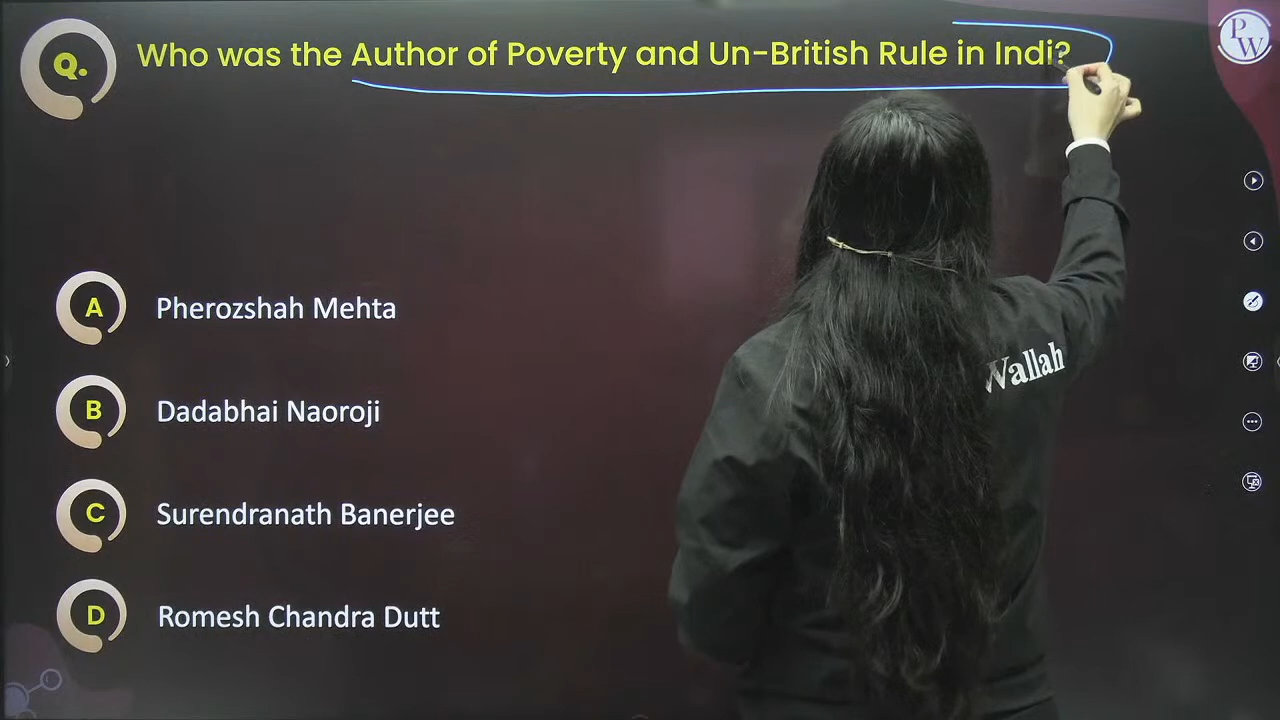 Q. Who was the Author of Poverty and Un-British Rule in Indi?
PW
A Pherozshah Mehta
B Dadabhai Naoroji
Wallah
C Surendranath Banerjee
D Romesh Chandra Dutt